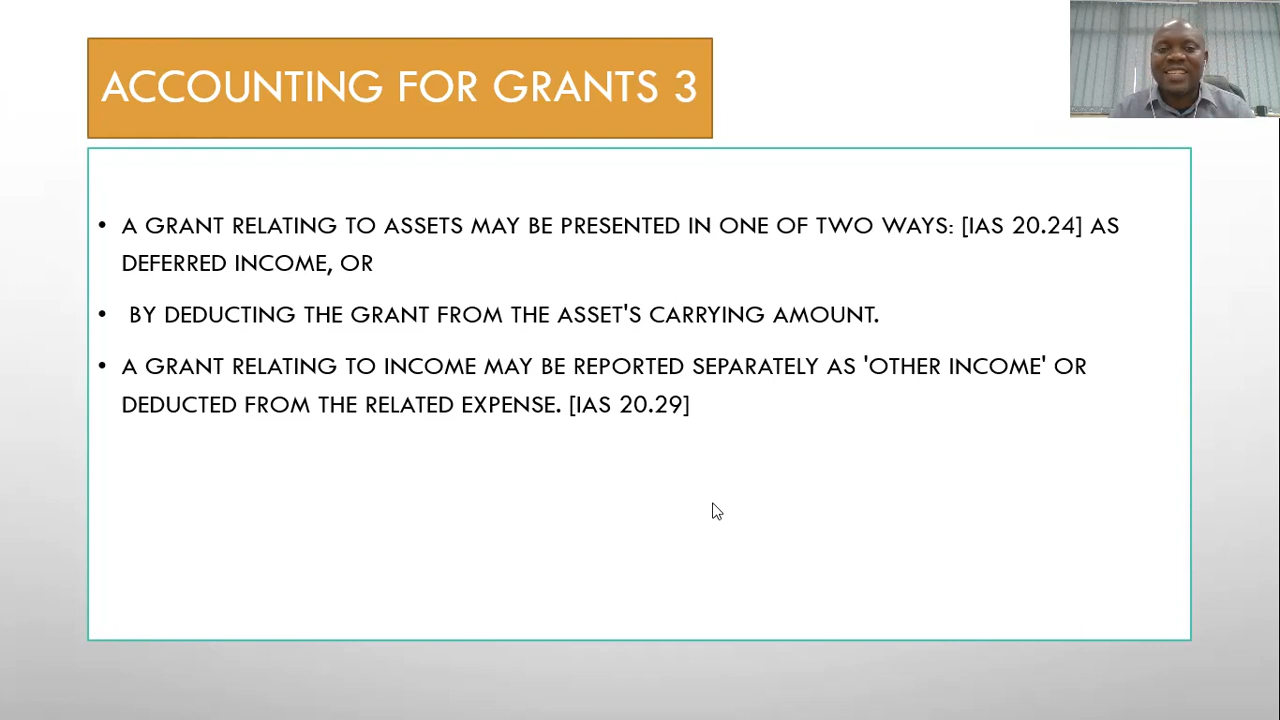 ACCOUNTING FOR GRANTS 3
• A GRANT RELATING TO ASSETS MAY BE PRESENTED IN ONE OF TWO WAYS: [IAS 20.24] AS
DEFERRED INCOME, OR
• BY DEDUCTING THE GRANT FROM THE ASSET'S CARRYING AMOUNT.
• A GRANT RELATING TO INCOME MAY BE REPORTED SEPARATELY AS 'OTHER INCOME' OR
DEDUCTED FROM THE RELATED EXPENSE. [IAS 20.29]